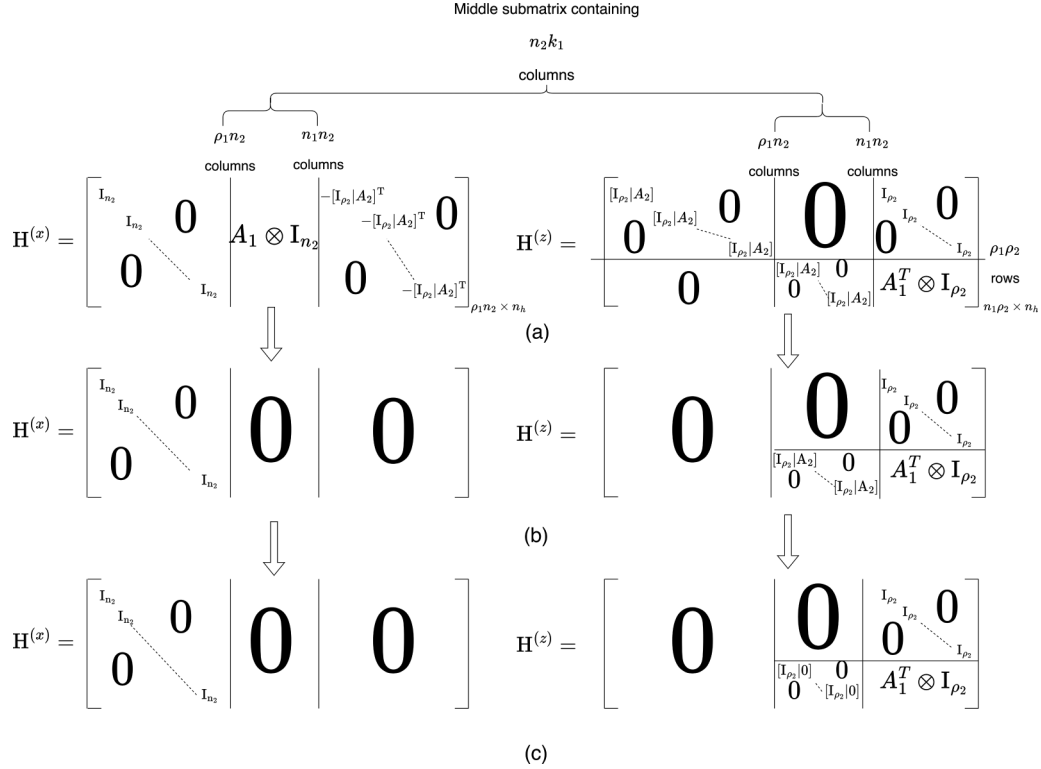 Middle submatrix containing
n₂k₁
columns
ρ₁n₂ n₁n₂ ρ₁n₂ n₁n₂
columns columns columns columns
H⁽ˣ⁾ = [ I_{n₂} I_{n₂} I_{n₂} 0 0 | A₁ ⊗ I_{n₂} | −[I_{ρ₂}|A₂]ᵀ −[I_{ρ₂}|A₂]ᵀ −[I_{ρ₂}|A₂]ᵀ 0 0 ]_{ρ₁n₂ × n_h}
H⁽ᶻ⁾ = [ [I_{ρ₂}|A₂] [I_{ρ₂}|A₂] [I_{ρ₂}|A₂] 0 0 | 0 | I_{ρ₂} I_{ρ₂} I_{ρ₂} 0 0 ρ₁ρ₂
0 | [I_{ρ₂}|A₂] 0 0 [I_{ρ₂}|A₂] | A₁ᵀ ⊗ I_{ρ₂} ] rows
n₁ρ₂ × n_h
(a)
H⁽ˣ⁾ = [ I_{n₂} I_{n₂} I_{n₂} 0 0 | 0 | 0 ]
H⁽ᶻ⁾ = [ 0 | 0 | I_{ρ₂} I_{ρ₂} I_{ρ₂} 0 0
[I_{ρ₂}|A₂] 0 0 [I_{ρ₂}|A₂] | A₁ᵀ ⊗ I_{ρ₂} ]
(b)
H⁽ˣ⁾ = [ I_{n₂} I_{n₂} I_{n₂} 0 0 | 0 | 0 ]
H⁽ᶻ⁾ = [ 0 | 0 | I_{ρ₂} I_{ρ₂} I_{ρ₂} 0 0
[I_{ρ₂}|0] 0 0 [I_{ρ₂}|0] | A₁ᵀ ⊗ I_{ρ₂} ]
(c)